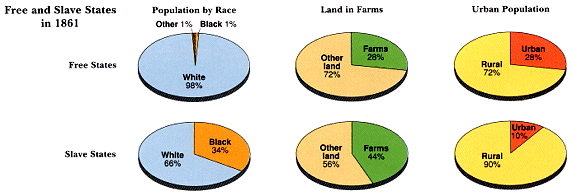 Free and Slave States
in 1861
Population by Race
Land in Farms
Urban Population
Free States
Other 1%
Black 1%
White
98%
Other
land
72%
Farms
28%
Rural
72%
Urban
28%
Slave States
White
66%
Black
34%
Other
land
56%
Farms
44%
Rural
90%
Urban
10%